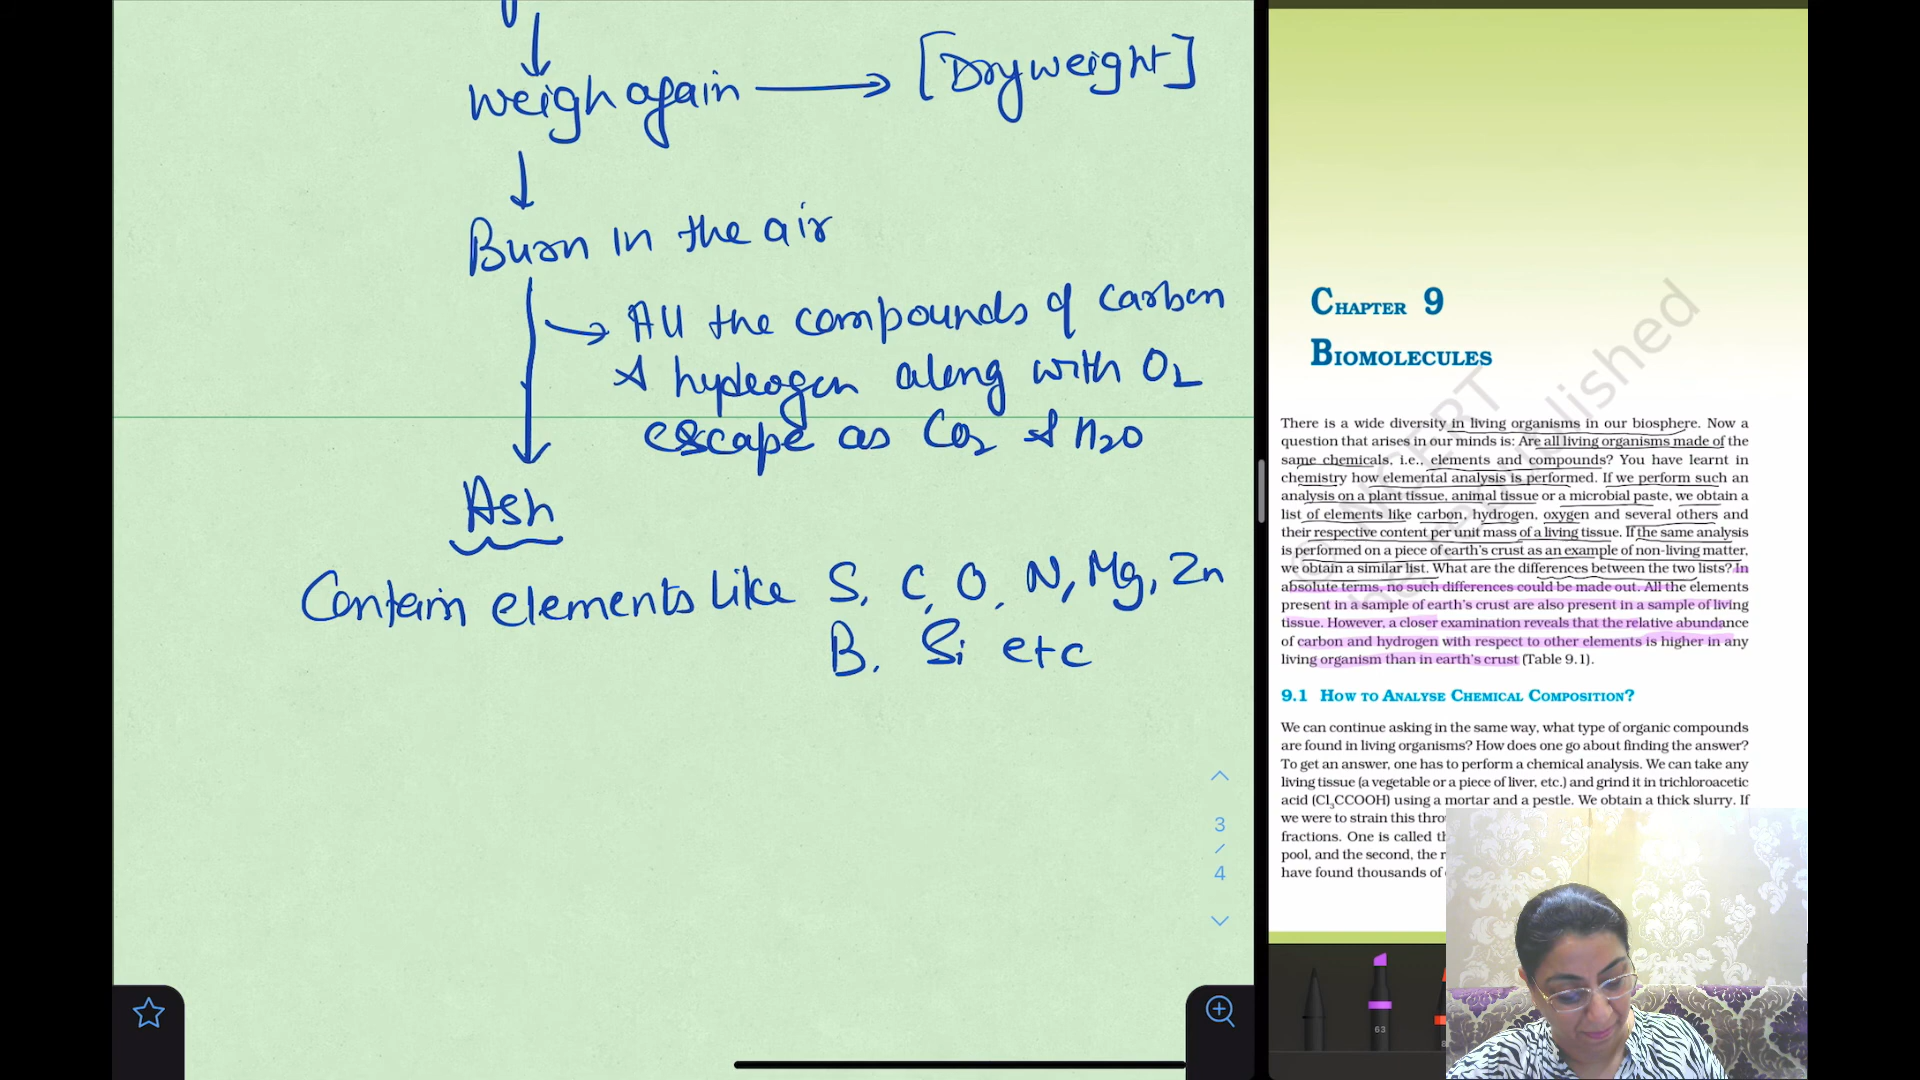 Weigh again → [Dry weight]
Burn in the air
→ All the compounds of carbon
& hydrogen along with O2
escape as CO2 & H2O
Ash
Contain elements like S, C, O, N, Mg, Zn
B, Si etc
3
/
4
CHAPTER 9
BIOMOLECULES
There is a wide diversity in living organisms in our biosphere. Now a
question that arises in our minds is: Are all living organisms made of the
same chemicals, i.e., elements and compounds? You have learnt in
chemistry how elemental analysis is performed. If we perform such an
analysis on a plant tissue, animal tissue or a microbial paste, we obtain a
list of elements like carbon, hydrogen, oxygen and several others and
their respective content per unit mass of a living tissue. If the same analysis
is performed on a piece of earth's crust as an example of non-living matter,
we obtain a similar list. What are the differences between the two lists? In
absolute terms, no such differences could be made out. All the elements
present in a sample of earth's crust are also present in a sample of living
tissue. However, a closer examination reveals that the relative abundance
of carbon and hydrogen with respect to other elements is higher in any
living organism than in earth's crust (Table 9.1).
9.1 HOW TO ANALYSE CHEMICAL COMPOSITION?
We can continue asking in the same way, what type of organic compounds
are found in living organisms? How does one go about finding the answer?
To get an answer, one has to perform a chemical analysis. We can take any
living tissue (a vegetable or a piece of liver, etc.) and grind it in trichloroacetic
acid (Cl3CCOOH) using a mortar and a pestle. We obtain a thick slurry. If
we were to strain this
fractions. One is called
pool, and the second, the
have found thousands of
63